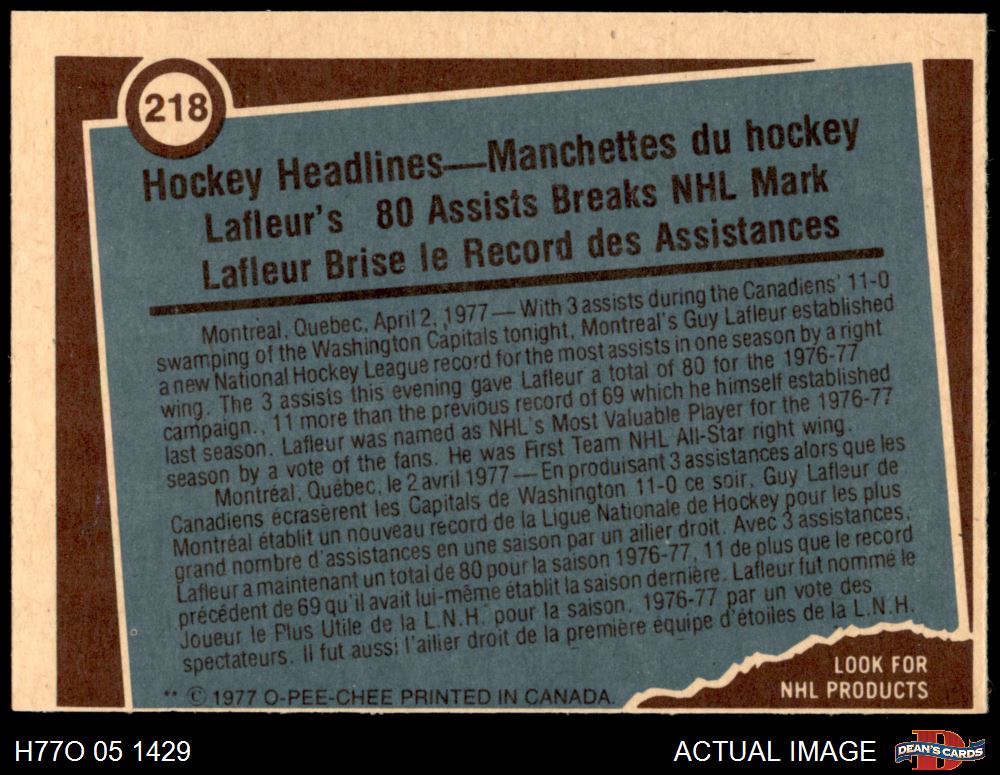 218
Hockey Headlines—Manchettes du hockey
Lafleur's 80 Assists Breaks NHL Mark
Lafleur Brise le Record des Assistances
Montreal, Quebec, April 2, 1977 — With 3 assists during the Canadiens' 11-0
swamping of the Washington Capitals tonight, Montreal's Guy Lafleur established
a new National Hockey League record for the most assists in one season by a right
wing. The 3 assists this evening gave Lafleur a total of 80 for the 1976-77
campaign., 11 more than the previous record of 69 which he himself established
last season. Lafleur was named as NHL's Most Valuable Player for the 1976-77
season by a vote of the fans. He was First Team NHL All-Star right wing.
Montréal, Québec, le 2 avril 1977 — En produisant 3 assistances alors que les
Canadiens écrasèrent les Capitals de Washington 11-0 ce soir, Guy Lafleur de
Montréal établit un nouveau record de la Ligue Nationale de Hockey pour les plus
grand nombre d'assistances en une saison par un ailier droit. Avec 3 assistances,
Lafleur a maintenant un total de 80 pour la saison 1976-77, 11 de plus que le record
précédent de 69 qu'il avait lui-même établit la saison dernière. Lafleur fut nommé le
Joueur le Plus Utile de la L.N.H. pour la saison. 1976-77 par un vote des
spectateurs. Il fut aussi l'ailier droit de la première équipe d'étoiles de la L.N.H.
** © 1977 O-PEE-CHEE PRINTED IN CANADA.
LOOK FOR
NHL PRODUCTS
H77O 05 1429
ACTUAL IMAGE
D
DEAN'S CARDS